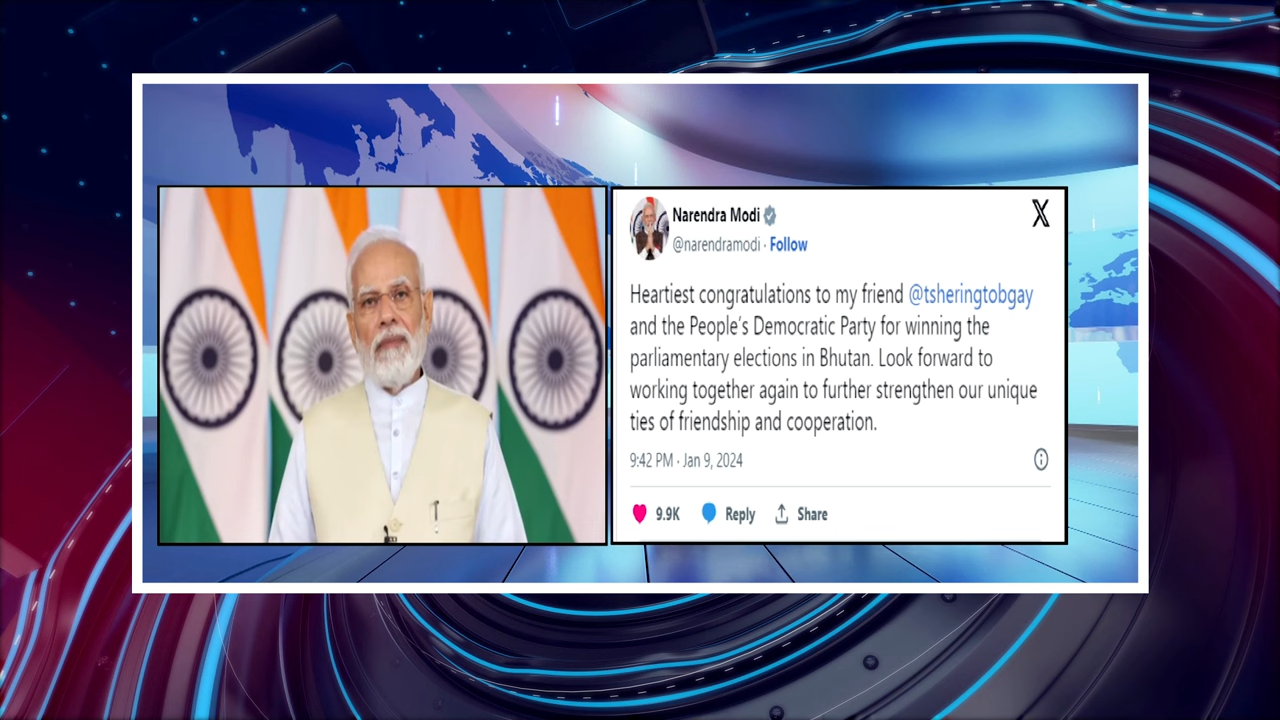 Narendra Modi
@narendramodi · Follow
X
Heartiest congratulations to my friend @tsheringtobgay
and the People's Democratic Party for winning the
parliamentary elections in Bhutan. Look forward to
working together again to further strengthen our unique
ties of friendship and cooperation.
9:42 PM · Jan 9, 2024
9.9K Reply Share